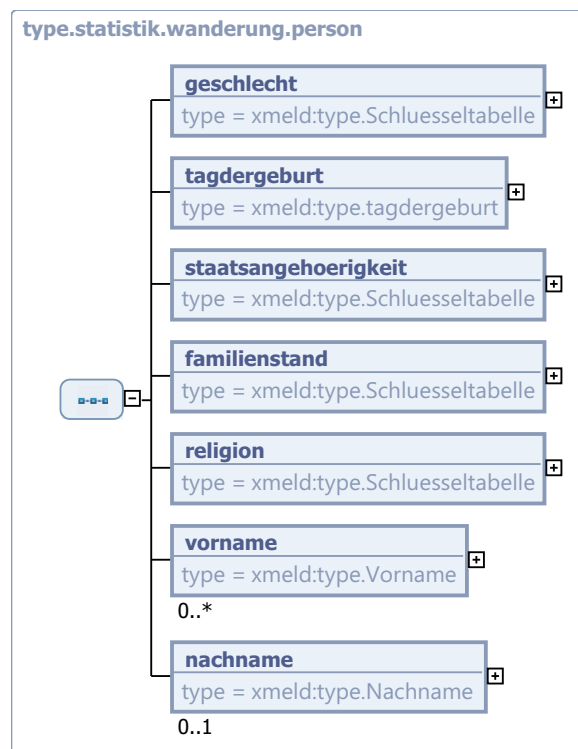 type.statistik.wanderung.person
geschlecht
type = xmeld:type.Schluesseltabelle
tagdergeburt
type = xmeld:type.tagdergeburt
staatsangehoerigkeit
type = xmeld:type.Schluesseltabelle
familienstand
type = xmeld:type.Schluesseltabelle
religion
type = xmeld:type.Schluesseltabelle
vorname
type = xmeld:type.Vorname
0..*
nachname
type = xmeld:type.Nachname
0..1